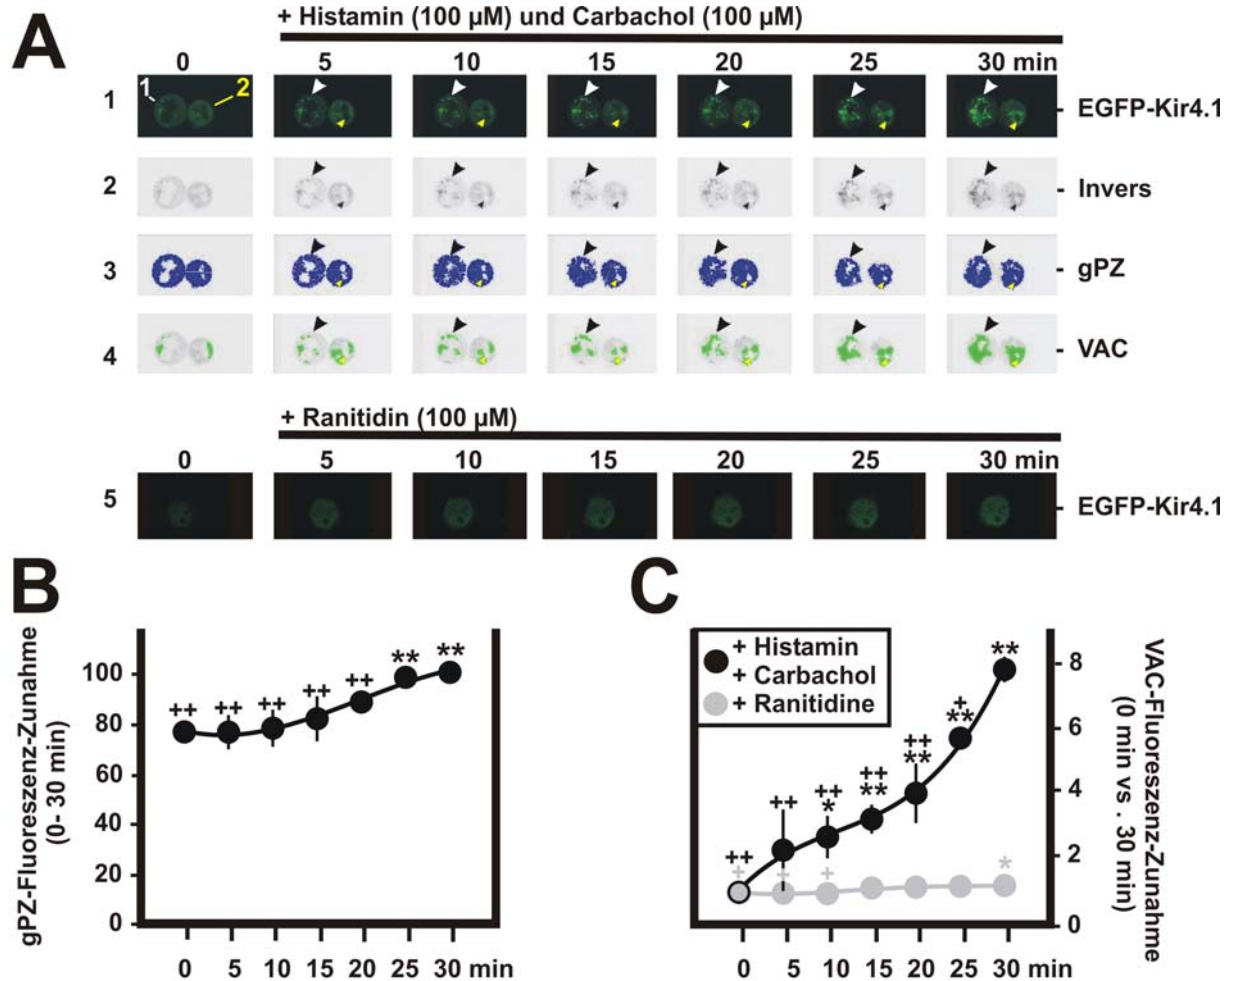 A
+ Histamin (100 µM) und Carbachol (100 µM)
0 5 10 15 20 25 30 min
1 1 2 EGFP-Kir4.1
2 Invers
3 gPZ
4 VAC
+ Ranitidin (100 µM)
0 5 10 15 20 25 30 min
5 EGFP-Kir4.1
B
gPZ-Fluoreszenz-Zunahme
(0- 30 min)
100
80
60
40
20
0
++ ++ ++ ++ ++ ** **
0 5 10 15 20 25 30 min
C
+ Histamin
+ Carbachol
+ Ranitidine
**
+
**
++
**
++
**
++
*
++
++
+ + + *
8
6
4
2
0
VAC-Fluoreszenz-Zunahme
(0 min vs . 30 min)
0 5 10 15 20 25 30 min